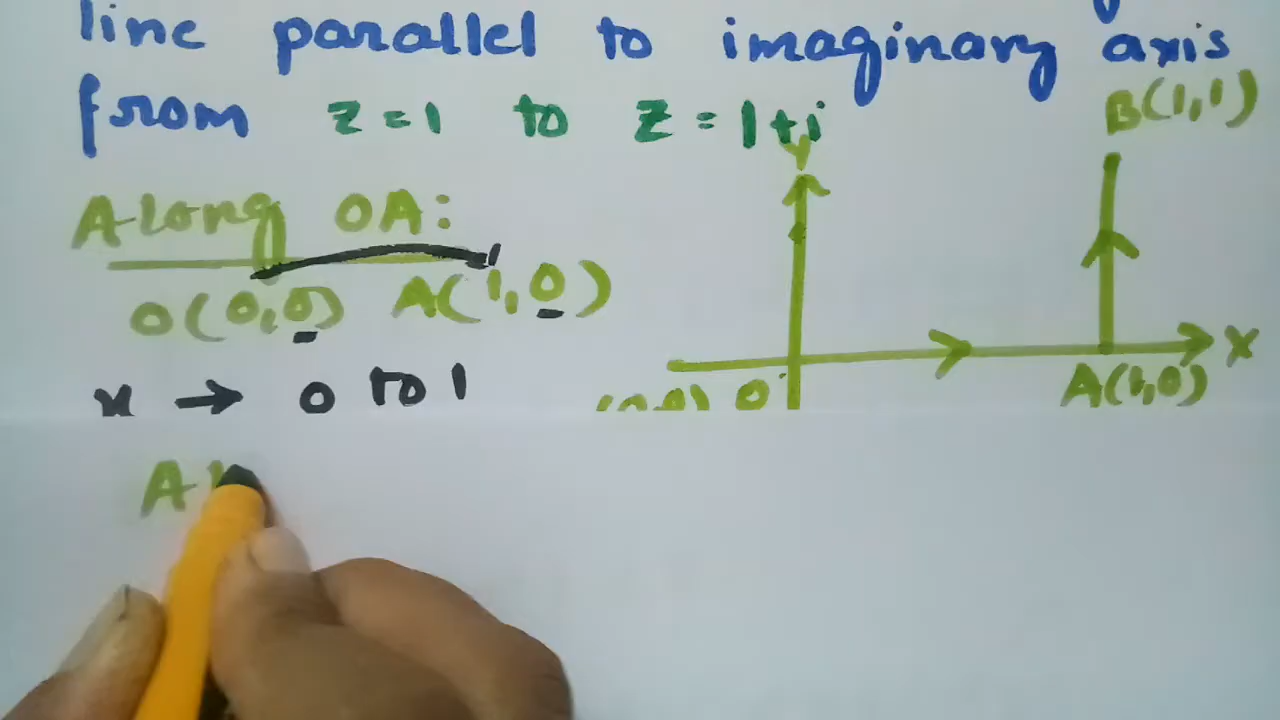 line parallel to imaginary axis
from z = 1 to z = 1+i
B(1,1)
Y
Along OA:
O(0,0) A(1,0)
X
x → 0 to 1
O
A(1,0)
Al